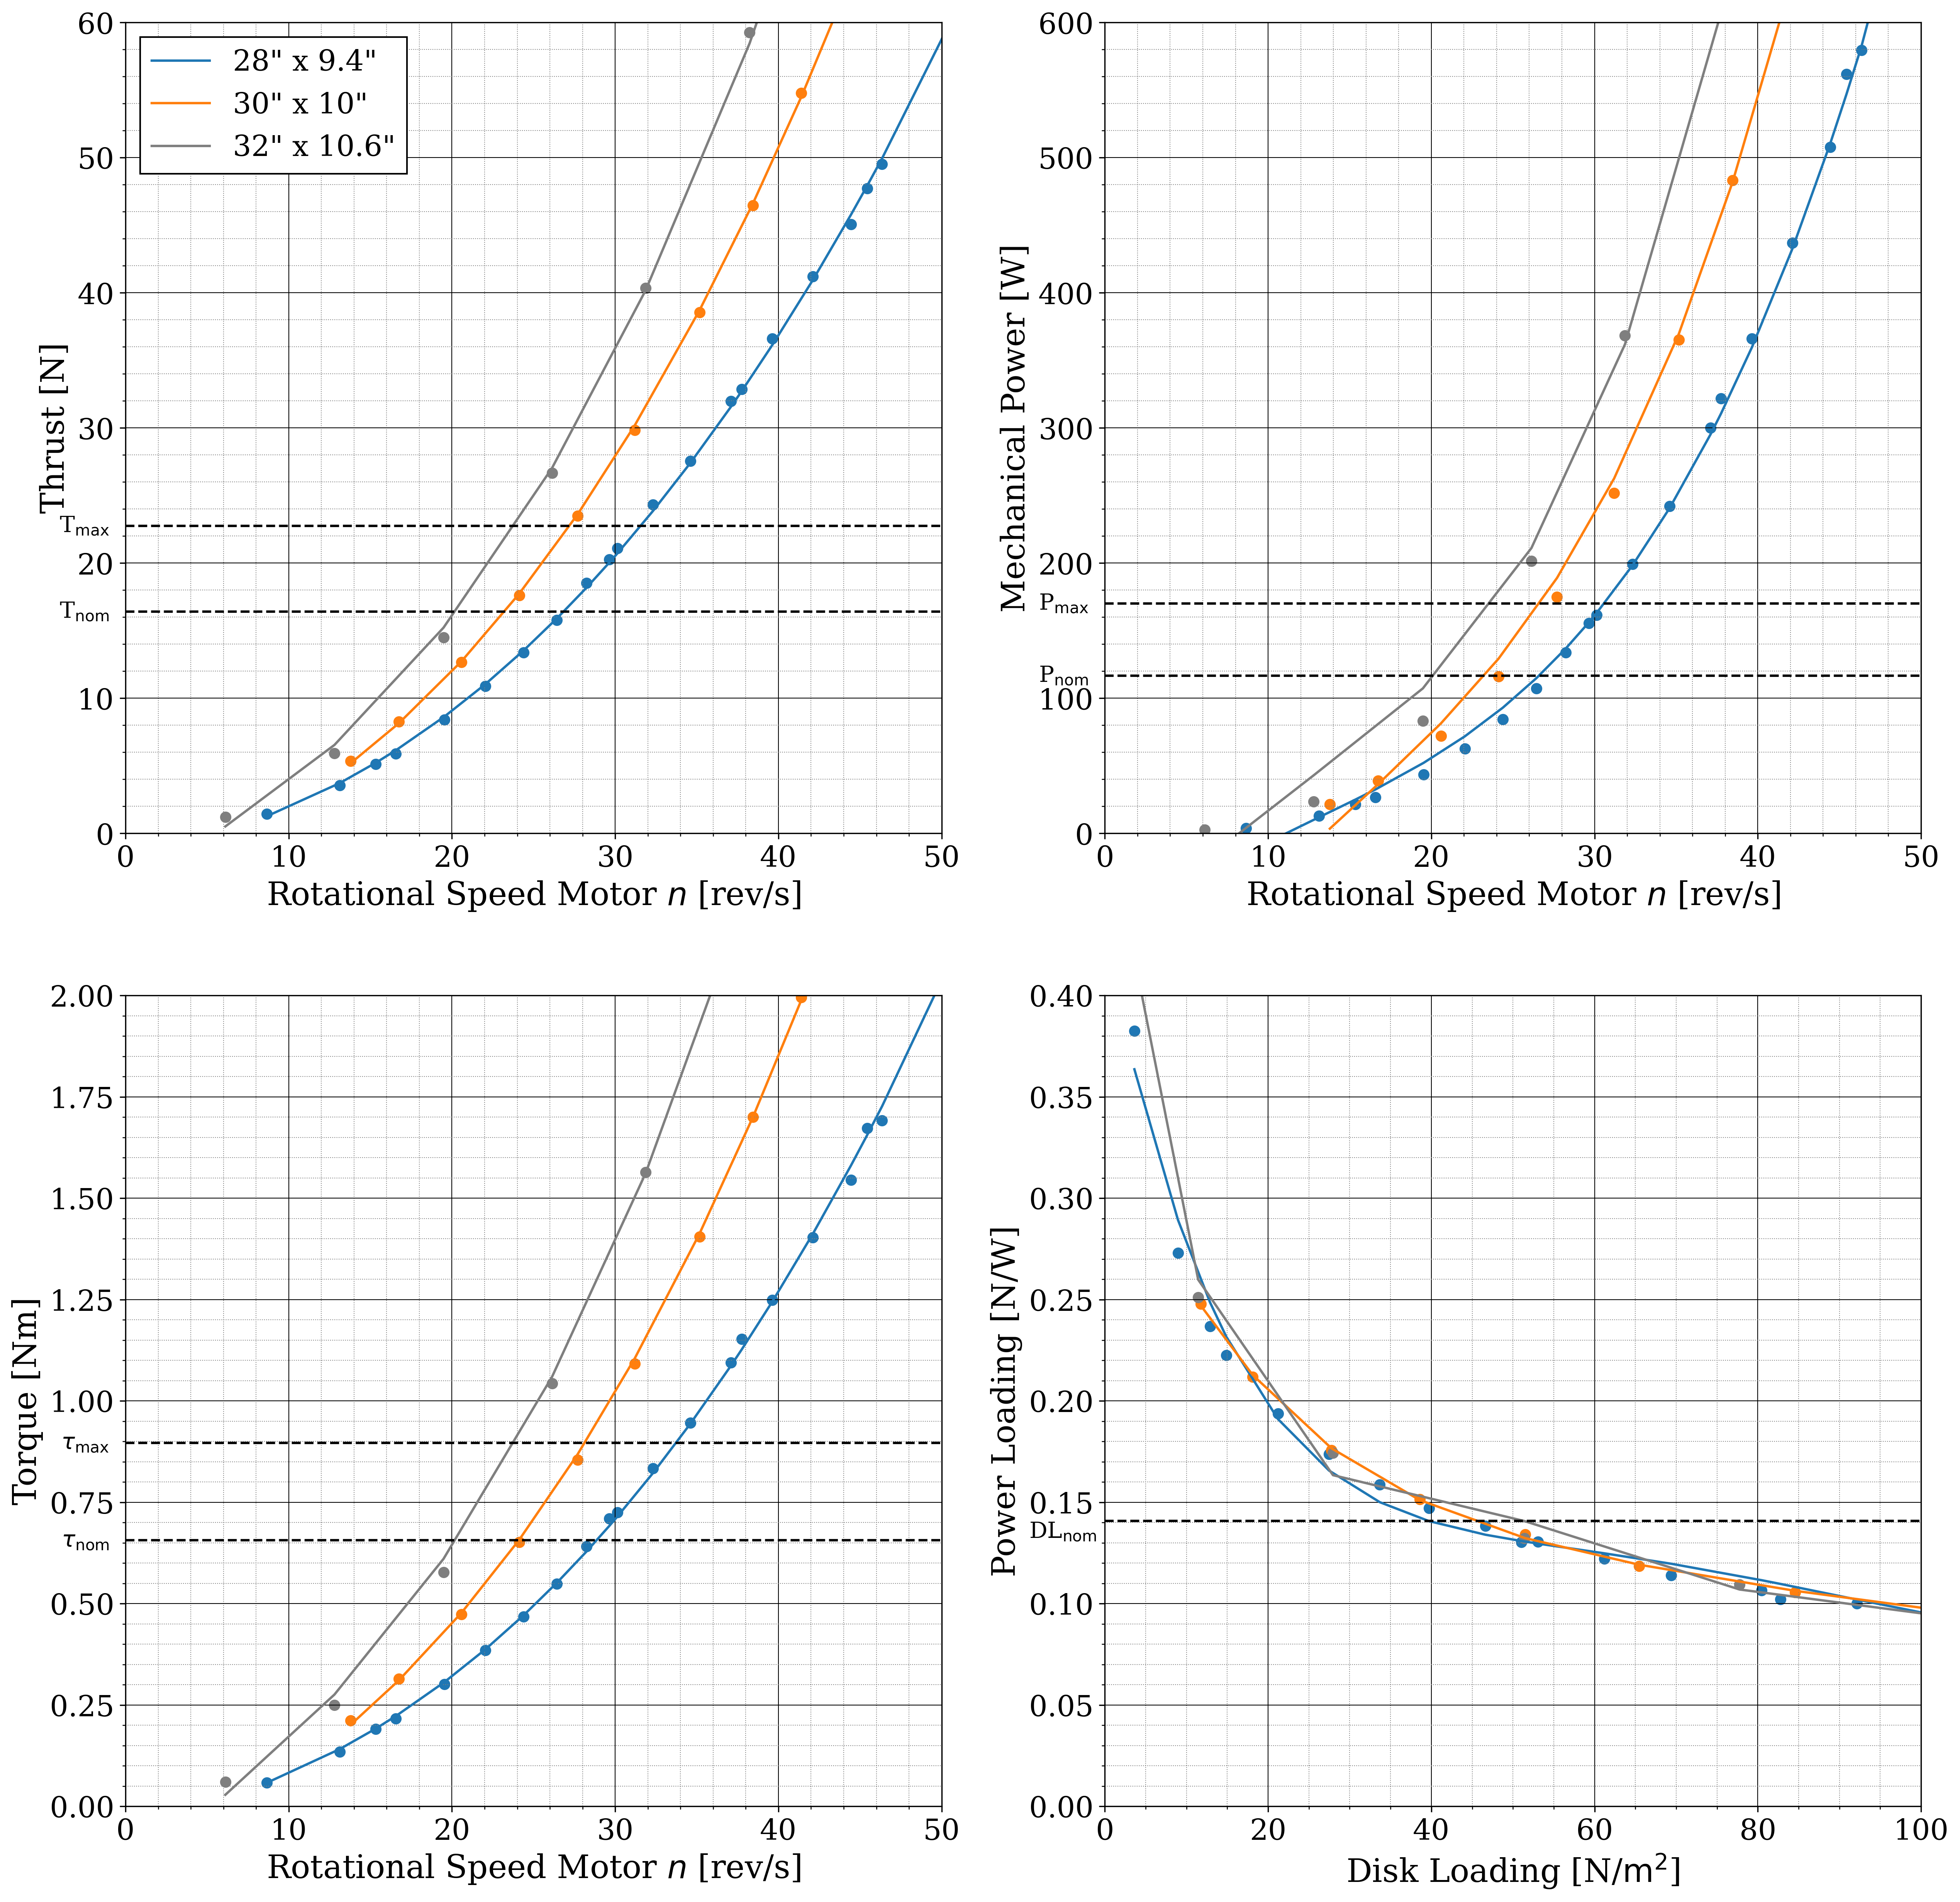 60
50
40
30
20
10
0
Thrust [N]
T_max
T_nom
28" x 9.4"
30" x 10"
32" x 10.6"
0 10 20 30 40 50
Rotational Speed Motor n [rev/s]
600
500
400
300
200
100
0
Mechanical Power [W]
P_max
P_nom
0 10 20 30 40 50
Rotational Speed Motor n [rev/s]
2.00
1.75
1.50
1.25
1.00
0.75
0.50
0.25
0.00
Torque [Nm]
τ_max
τ_nom
0 10 20 30 40 50
Rotational Speed Motor n [rev/s]
0.40
0.35
0.30
0.25
0.20
0.15
0.10
0.05
0.00
Power Loading [N/W]
DL_nom
0 20 40 60 80 100
Disk Loading [N/m²]